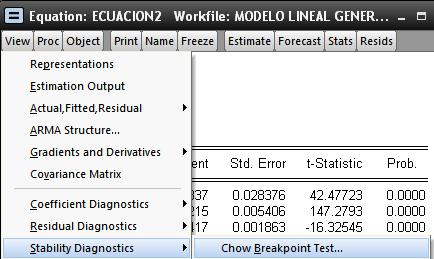 Equation: ECUACION2 Workfile: MODELO LINEAL GENER...
View Proc Object Print Name Freeze Estimate Forecast Stats Resids
Representations
Estimation Output
Actual,Fitted,Residual
ARMA Structure...
Gradients and Derivatives
Covariance Matrix
Coefficient Diagnostics
Residual Diagnostics
Stability Diagnostics
ent Std. Error t-Statistic Prob.
337 0.028376 42.47723 0.0000
215 0.005406 147.2793 0.0000
417 0.001863 -16.32545 0.0000
Chow Breakpoint Test...